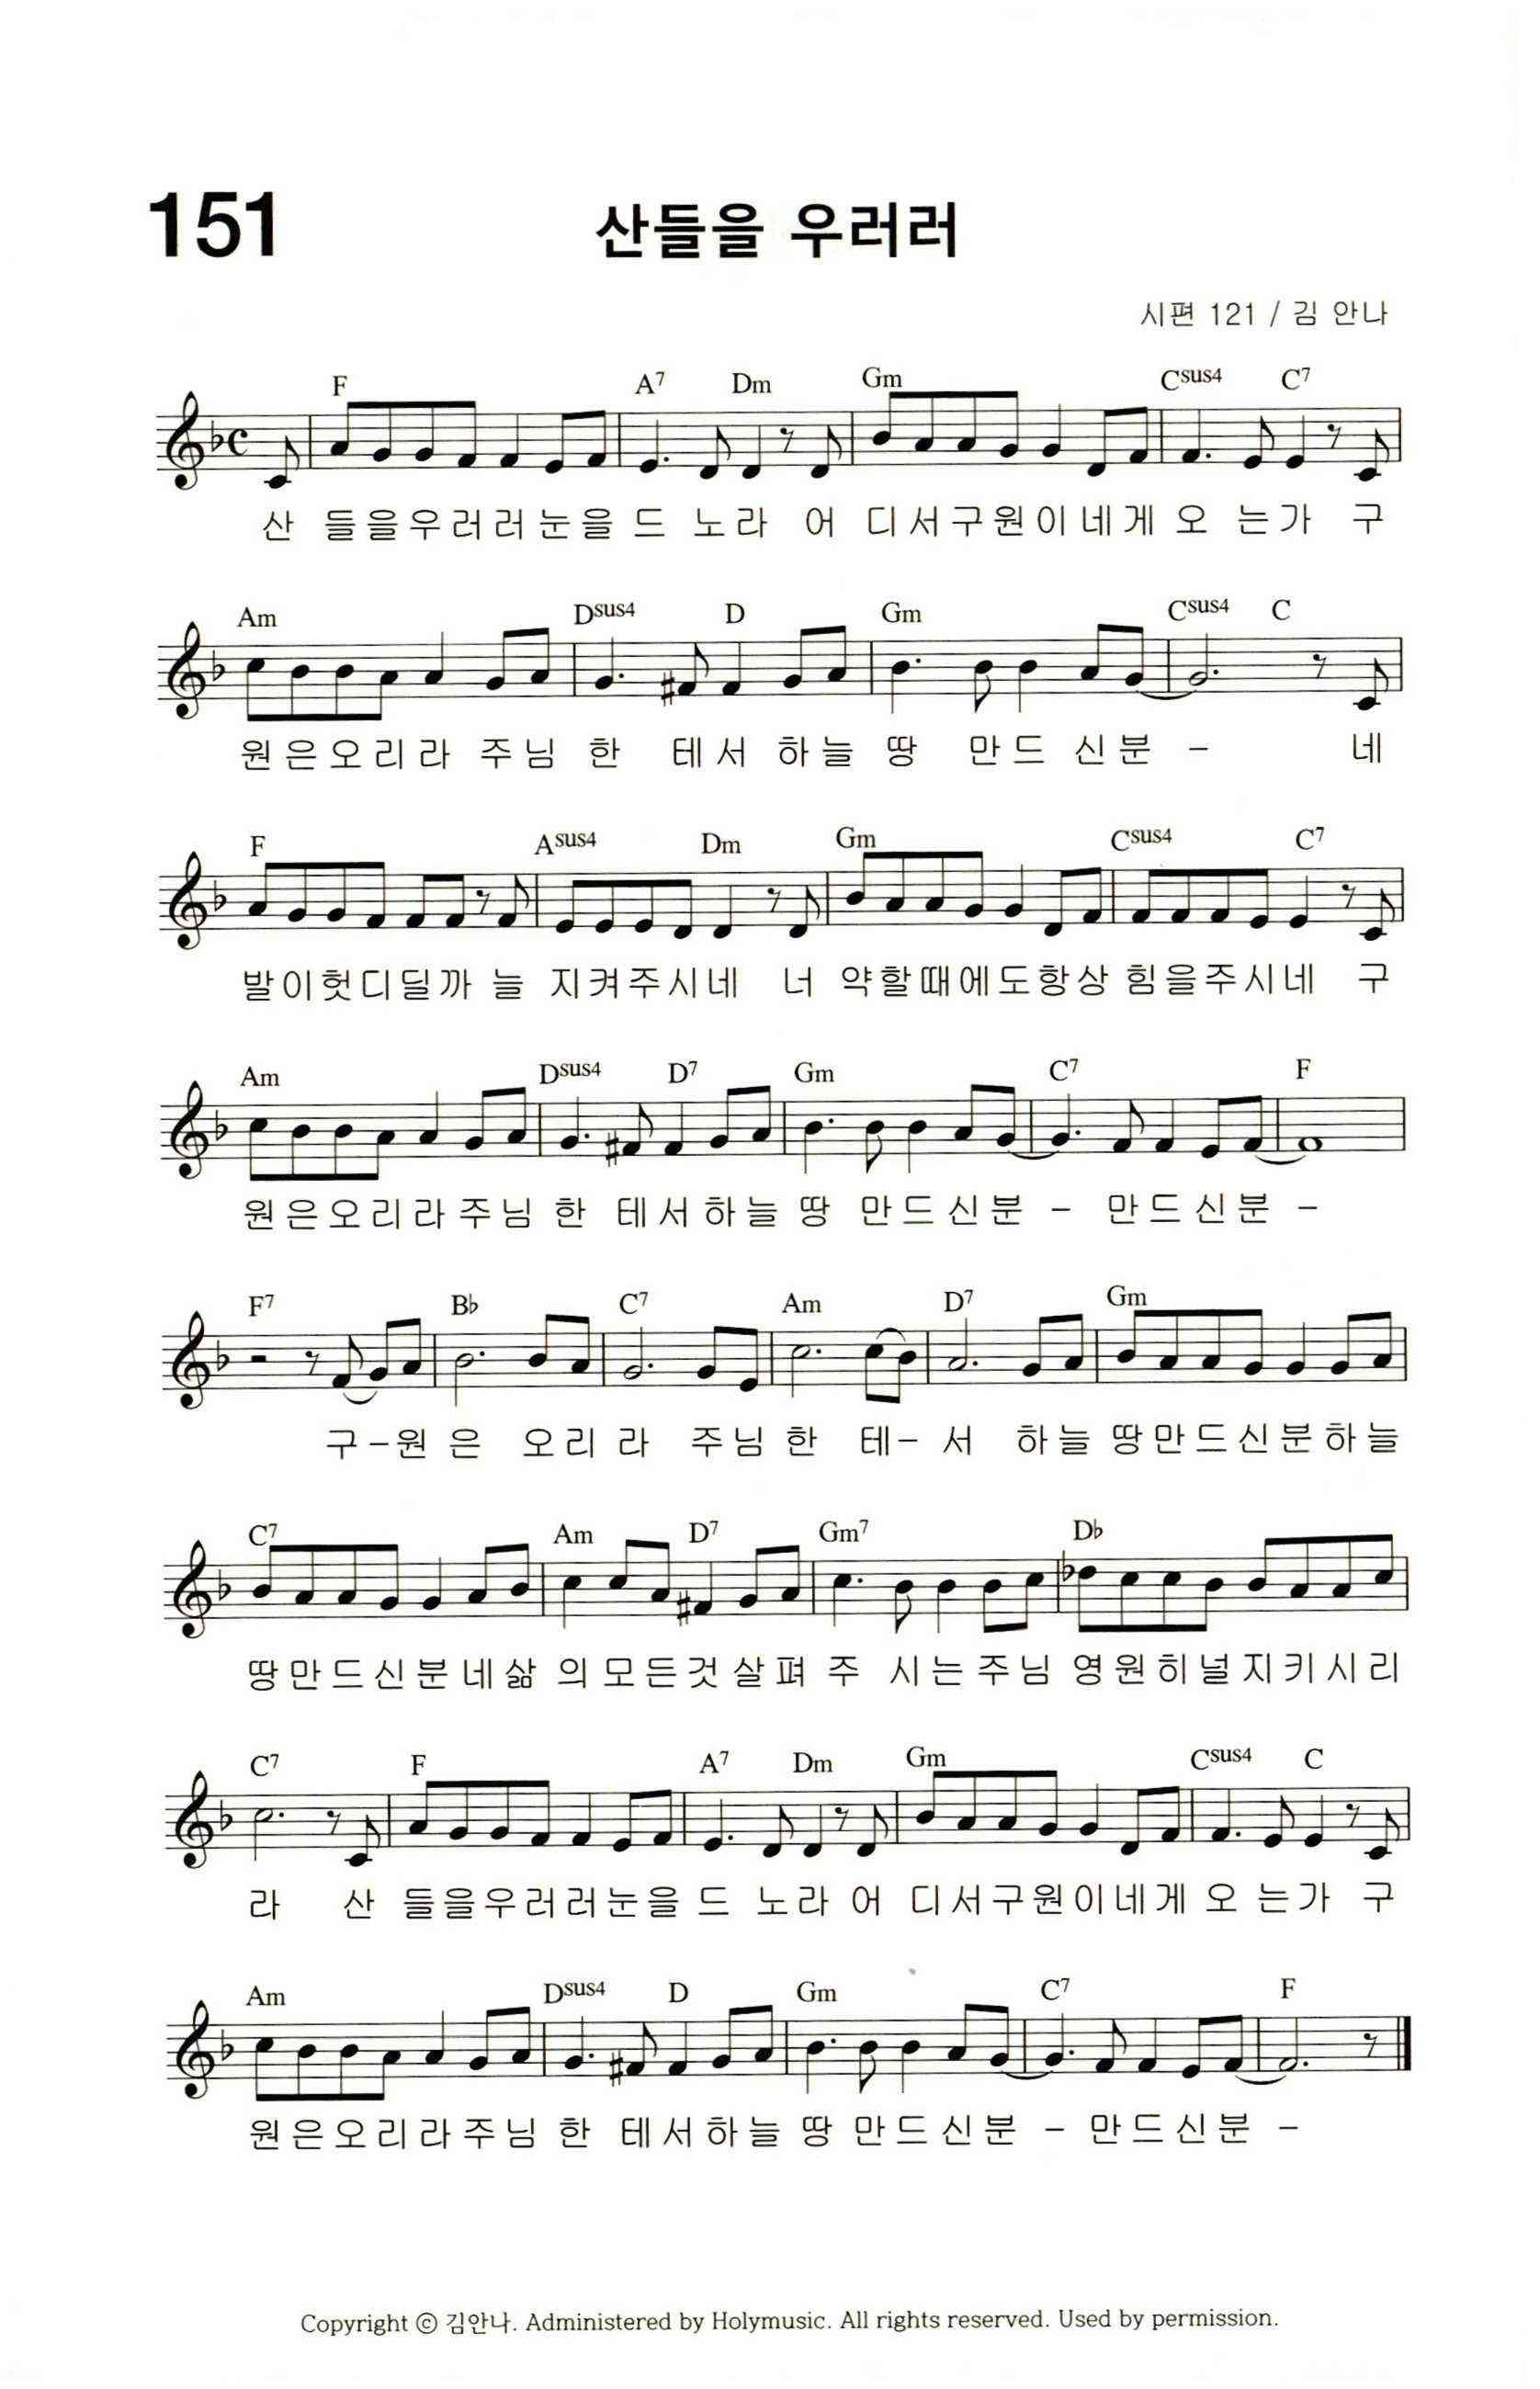 151
산들을 우러러
시편 121 / 김 안나
F A7 Dm Gm Csus4 C7
산 들을우러러눈을 드 노라 어 디서구원이네게 오 는가 구
Am Dsus4 D Gm Csus4 C
원은오리라 주님 한 테서 하늘 땅 만드 신분 - 네
F Asus4 Dm Gm Csus4 C7
발이헛디딜까 늘 지켜주시네 너 약할때에도항상 힘을주시네 구
Am Dsus4 D7 Gm C7 F
원은오리라주님 한 테서하늘 땅 만드신분 - 만드신분 -
F7 B♭ C7 Am D7 Gm
구-원 은 오리 라 주님 한 테- 서 하늘 땅만드신분하늘
C7 Am D7 Gm7 D♭
땅만드신분네삶 의모든것살펴 주 시는주님 영원히널지키시리
C7 F A7 Dm Gm Csus4 C
라 산 들을우러러눈을 드 노라 어 디서구원이네게 오 는가 구
Am Dsus4 D Gm C7 F
원은오리라주님 한 테서하늘 땅 만드신분 - 만드신분 -
Copyright ⓒ 김안나. Administered by Holymusic. All rights reserved. Used by permission.